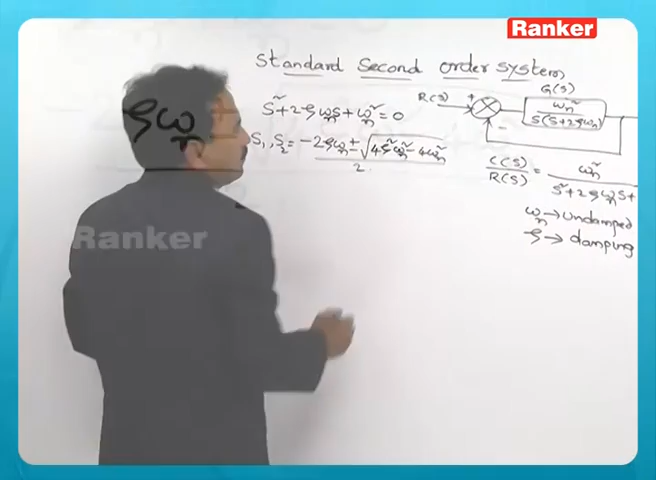 Ranker
Standard Second order system
G(S)
R(S) + ωn² / S(S+2ξωn)
-
S²+2ξωnS+ωn²=0
S₁, S₂ = -2ξωn ± √4ξ²ωn² - 4ωn² / 2
ξωn
C(S)/R(S) = ωn² / S²+2ξωnS+
ωn → undamped
ξ → damping
Ranker